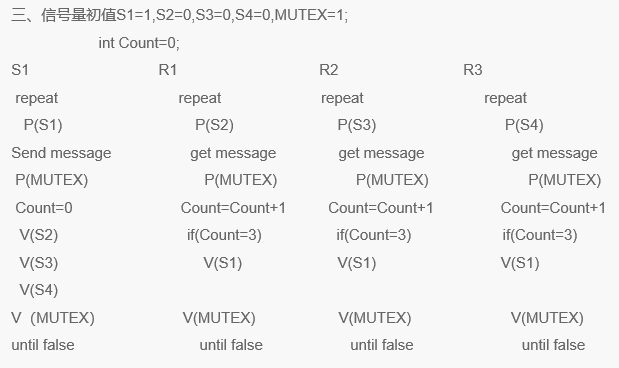 三、信号量初值S1=1,S2=0,S3=0,S4=0,MUTEX=1;
int Count=0;
S1 R1 R2 R3
repeat repeat repeat repeat
P(S1) P(S2) P(S3) P(S4)
Send message get message get message get message
P(MUTEX) P(MUTEX) P(MUTEX) P(MUTEX)
Count=0 Count=Count+1 Count=Count+1 Count=Count+1
V(S2) if(Count=3) if(Count=3) if(Count=3)
V(S3) V(S1) V(S1) V(S1)
V(S4)
V（MUTEX） V(MUTEX) V(MUTEX) V(MUTEX)
until false until false until false until false